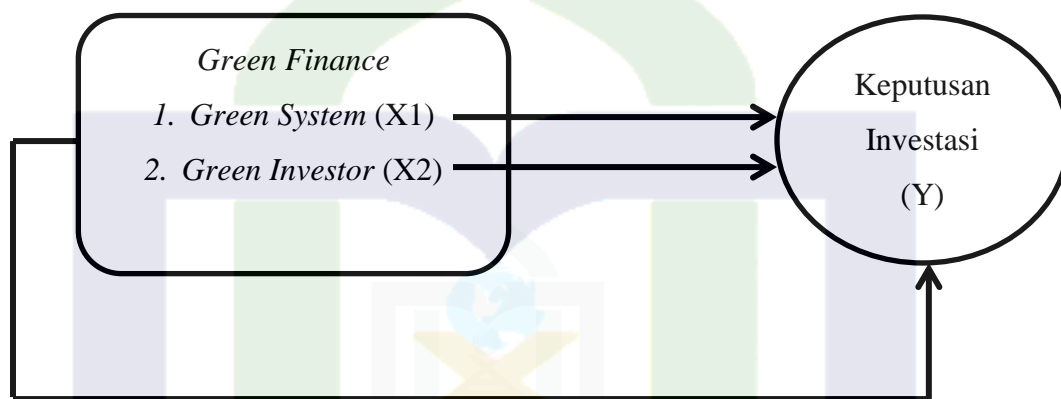 Green Finance
1. Green System (X1)
2. Green Investor (X2)
Keputusan
Investasi
(Y)